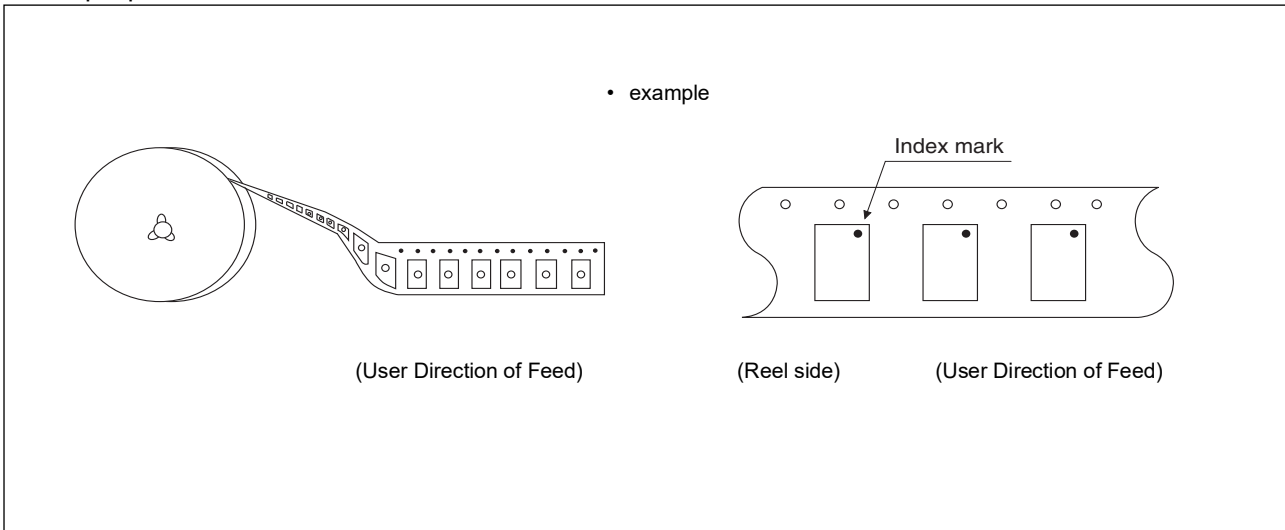 • example
Index mark
(User Direction of Feed)
(Reel side)
(User Direction of Feed)